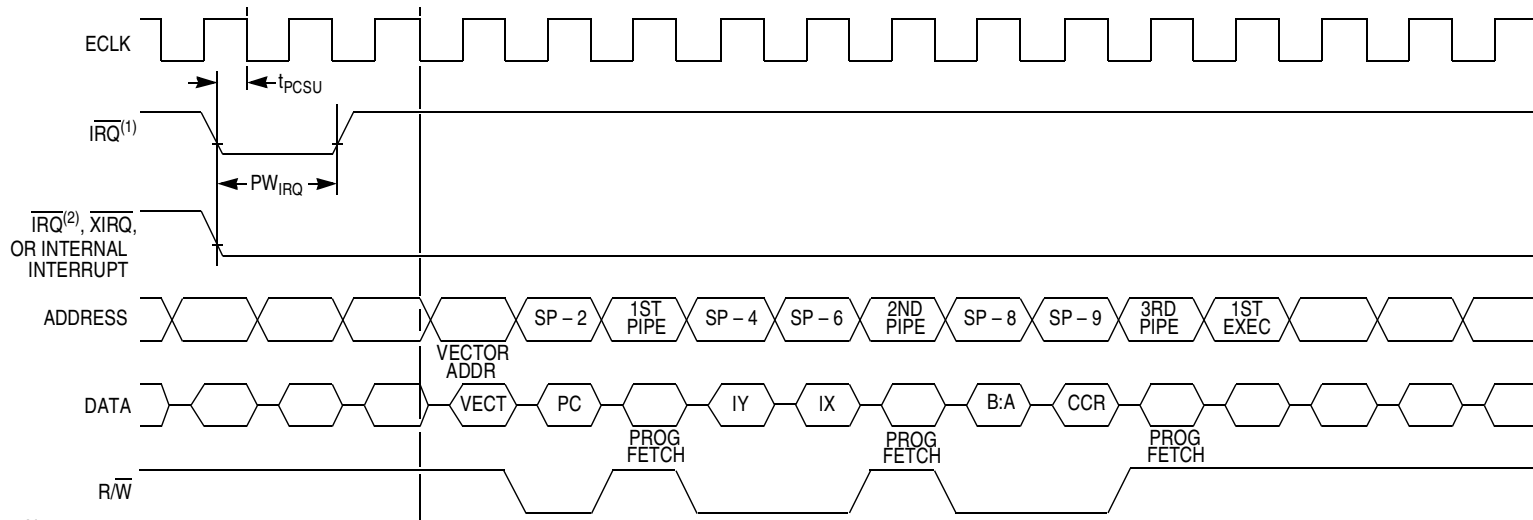 ECLK
tPCSU
IRQ(1)
PWIRQ
IRQ(2), XIRQ,
OR INTERNAL
INTERRUPT
ADDRESS
SP – 2
1ST
PIPE
SP – 4
SP – 6
2ND
PIPE
SP – 8
SP – 9
3RD
PIPE
1ST
EXEC
VECTOR
ADDR
DATA
VECT
PC
IY
IX
B:A
CCR
PROG
FETCH
PROG
FETCH
PROG
FETCH
R/W